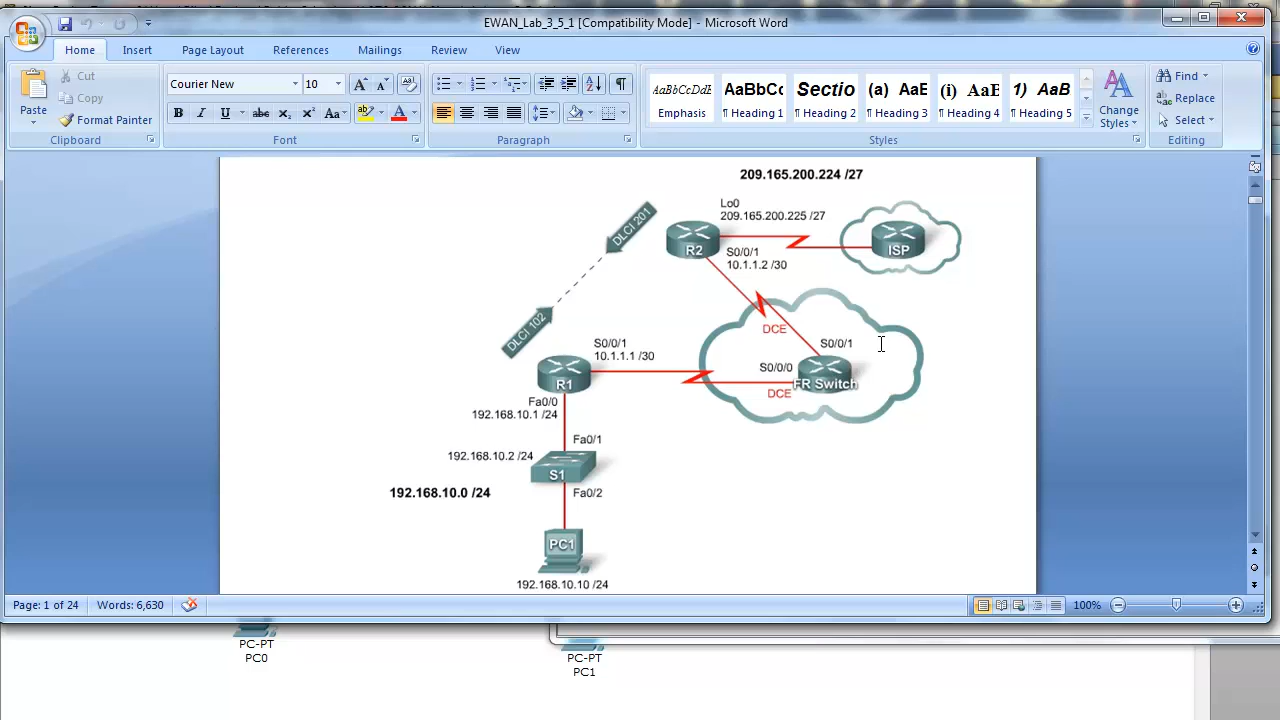 EWAN_Lab_3_5_1 [Compatibility Mode] - Microsoft Word
Home Insert Page Layout References Mailings Review View
Paste
Cut
Copy
Format Painter
Clipboard
Courier New 10
B I U abc x₂ x² Aa
Font
Paragraph
AaBbCcDdE AaBbCc Sectio (a) AaE (i) AaE 1) AaB
Emphasis ¶ Heading 1 ¶ Heading 2 ¶ Heading 3 ¶ Heading 4 ¶ Heading 5
Change
Styles
Styles
Find
Replace
Select
Editing
209.165.200.224 /27
Lo0
209.165.200.225 /27
DLCI 201
R2
ISP
S0/0/1
10.1.1.2 /30
DLCI 102
DCE
S0/0/1
S0/0/1
10.1.1.1 /30
S0/0/0
R1
FR Switch
DCE
Fa0/0
192.168.10.1 /24
Fa0/1
192.168.10.2 /24
S1
192.168.10.0 /24
Fa0/2
PC1
192.168.10.10 /24
Page: 1 of 24 Words: 6,630 100%
PC-PT
PC0
PC-PT
PC1